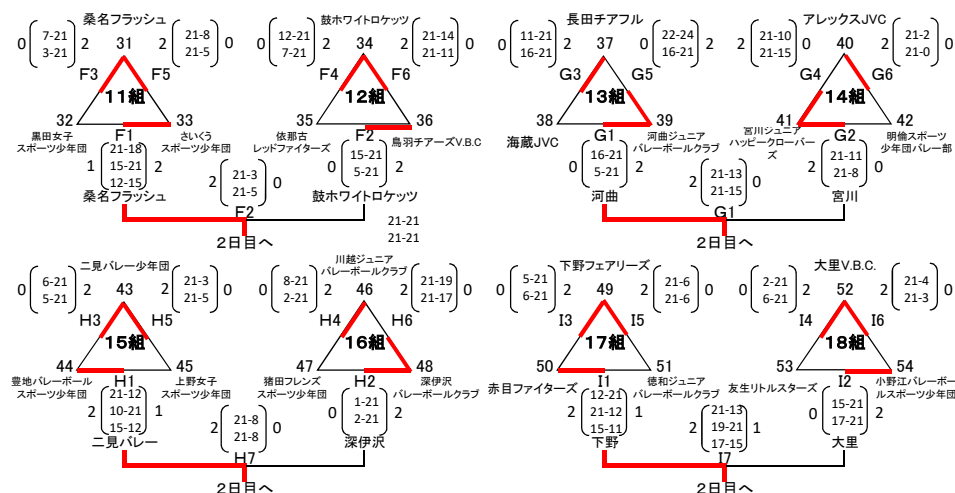 桑名フラッシュ
0 7-21 3-21 2 31 2 21-8 21-5 0
F3 F5
11組
32 33
黒田女子スポーツ少年団
F1
さいくうスポーツ少年団
1 21-18 15-21 12-15 2
桑名フラッシュ
2 21-3 21-5 0
F2
鼓ホワイトロケッツ
2日目へ
鼓ホワイトロケッツ
0 12-21 7-21 2 34 2 21-14 21-11 0
F4 F6
12組
35 36
依那古レッドファイターズ
F2
鳥羽チアーズV.B.C
0 15-21 5-21 2
21-21
21-21
長田チアフル
0 11-21 16-21 2 37 0 22-24 16-21 2
G3 G5
13組
38 39
海蔵JVC
G1
河曲ジュニアバレーボールクラブ
0 16-21 5-21 2
河曲
2 21-13 21-15 0
G1
宮川
2日目へ
アレックスJVC
2 21-10 21-15 0 40 2 21-2 21-0 0
G4 G6
14組
41 42
宮川ジュニアハッピークローバーズ
G2
明倫スポーツ少年団バレー部
2 21-11 21-8 0
二見バレー少年団
0 6-21 5-21 2 43 2 21-3 21-5 0
H3 H5
15組
44 45
豊地バレーボールスポーツ少年団
H1
上野女子スポーツ少年団
2 21-12 10-21 15-12 1
二見バレー
2 21-8 21-8 0
H7
深伊沢
2日目へ
川越ジュニアバレーボールクラブ
0 8-21 2-21 2 46 2 21-19 21-17 0
H4 H6
16組
47 48
猪田フレンズスポーツ少年団
H2
深伊沢バレーボールクラブ
0 1-21 2-21 2
下野フェアリーズ
0 5-21 6-21 2 49 2 21-6 21-6 0
I3 I5
17組
50 51
赤目ファイターズ
I1
徳和ジュニアバレーボールクラブ
2 12-21 21-12 15-11 1
下野
2 21-13 19-21 17-15 1
I7
大里
2日目へ
大里V.B.C.
0 2-21 6-21 2 52 2 21-4 21-3 0
I4 I6
18組
53 54
友生リトルスターズ
I2
小野江バレーボールスポーツ少年団
0 15-21 17-21 2